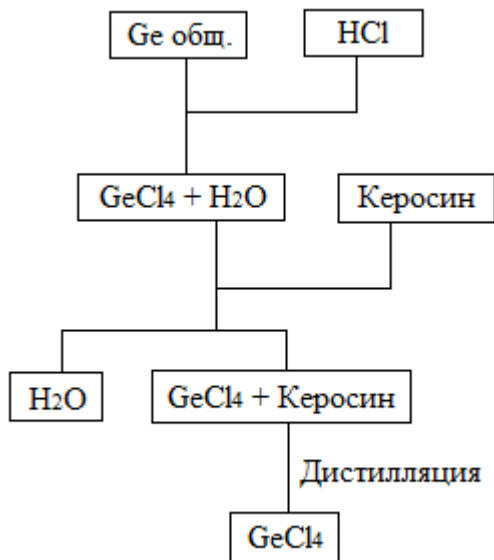 Ge общ.
HCl
GeCl4 + H2O
Керосин
H2O
GeCl4 + Керосин
Дистилляция
GeCl4